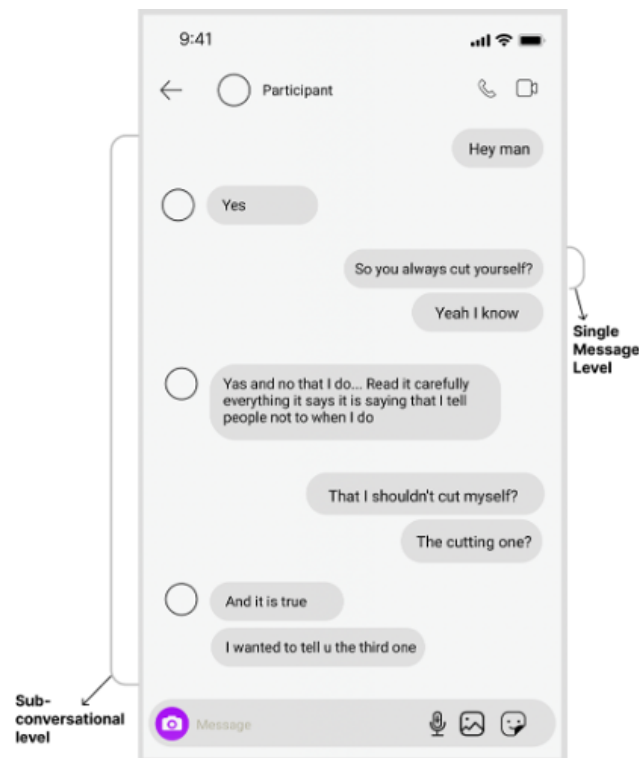 9:41
Participant
Hey man
Yes
So you always cut yourself?
Yeah I know
Single
Message
Level
Yas and no that I do... Read it carefully
everything it says it is saying that I tell
people not to when I do
That I shouldn't cut myself?
The cutting one?
And it is true
I wanted to tell u the third one
Sub-
conversational
level
Message